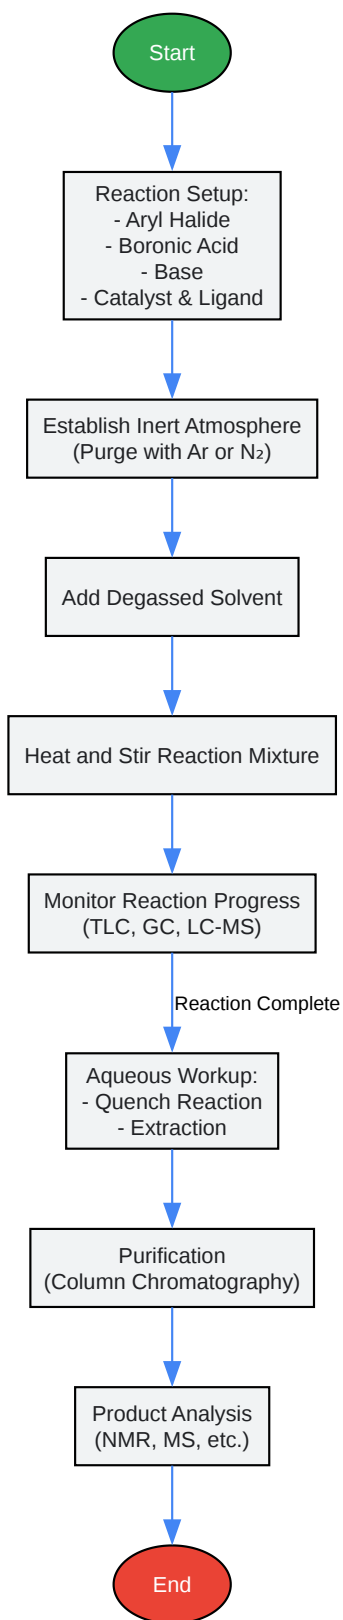 Start
Reaction Setup:
- Aryl Halide
- Boronic Acid
- Base
- Catalyst & Ligand
Establish Inert Atmosphere
(Purge with Ar or N₂)
Add Degassed Solvent
Heat and Stir Reaction Mixture
Monitor Reaction Progress
(TLC, GC, LC-MS)
Reaction Complete
Aqueous Workup:
- Quench Reaction
- Extraction
Purification
(Column Chromatography)
Product Analysis
(NMR, MS, etc.)
End